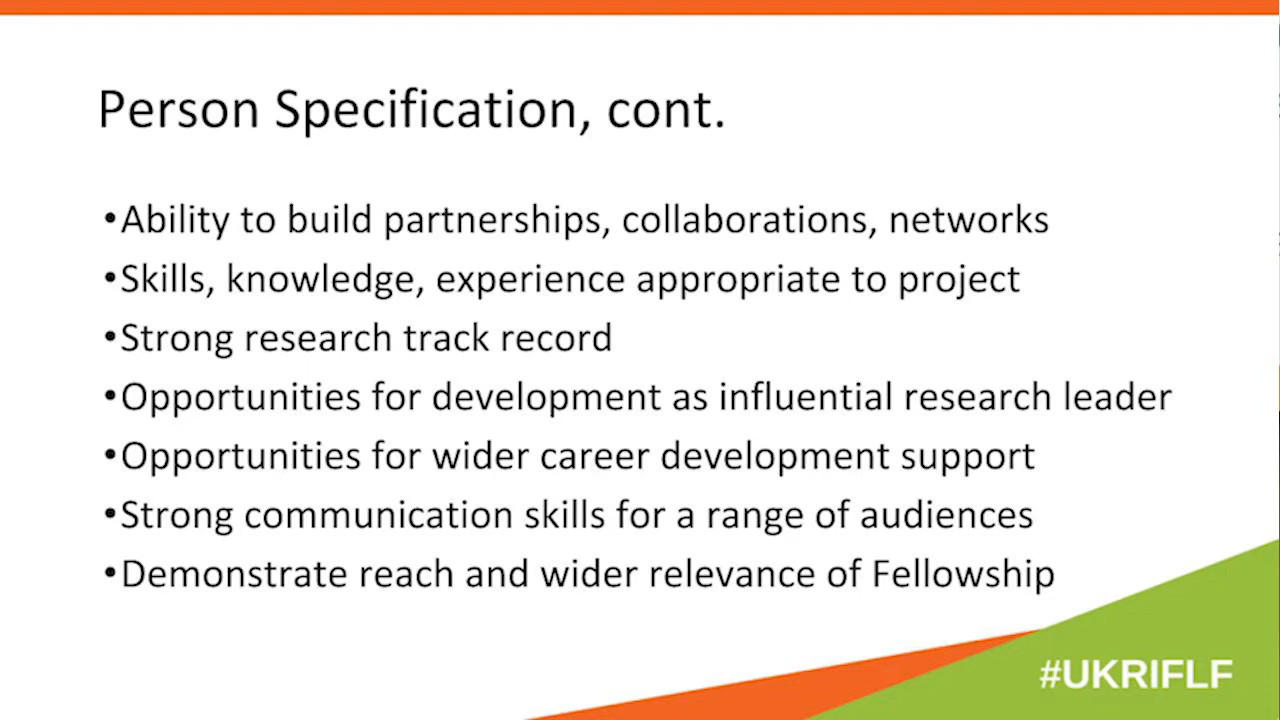 Person Specification, cont.
•Ability to build partnerships, collaborations, networks
•Skills, knowledge, experience appropriate to project
•Strong research track record
•Opportunities for development as influential research leader
•Opportunities for wider career development support
•Strong communication skills for a range of audiences
•Demonstrate reach and wider relevance of Fellowship
#UKRIFLF